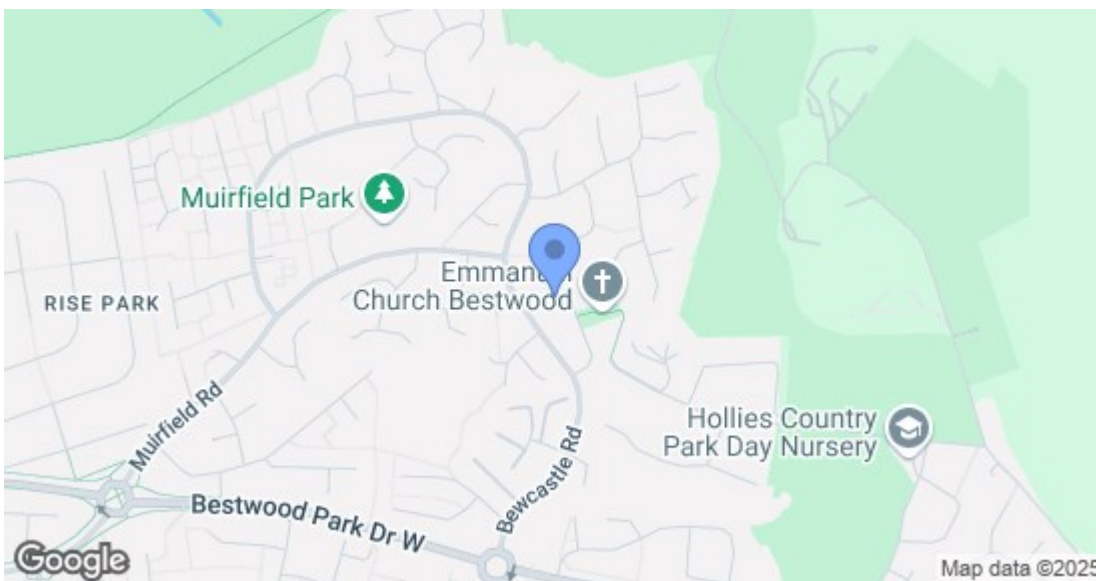 Muirfield Park
Church Bestwood
RISE PARK
Muirfield Rd
Hollies Country
Park Day Nursery
Bewcastle Rd
Bestwood Park Dr W
Google
Map data ©2025